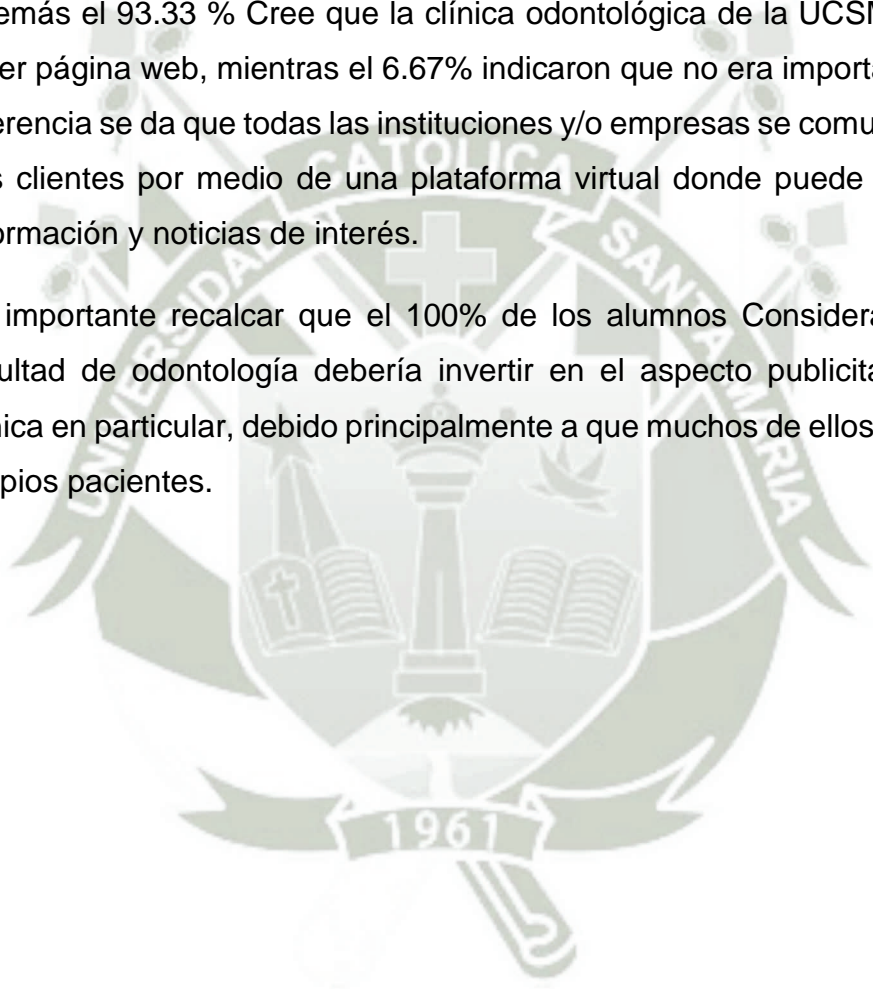 emás el 93.33 % Cree que la clínica odontológica de la UCSM
er página web, mientras el 6.67% indicaron que no era importa
erencia se da que todas las instituciones y/o empresas se comu
s clientes por medio de una plataforma virtual donde puede
ormación y noticias de interés.
importante recalcar que el 100% de los alumnos Considera
ultad de odontología debería invertir en el aspecto publicita
nica en particular, debido principalmente a que muchos de ellos
pios pacientes.
UNIVERSIDAD CATOLICA SANTA MARIA
1961